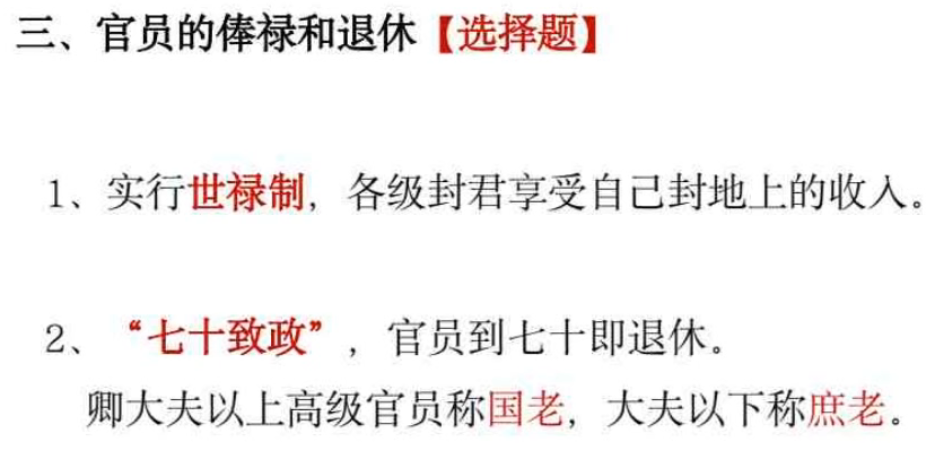 三、官员的俸禄和退休【选择题】
1、实行世禄制，各级封君享受自己封地上的收入。
2、“七十致政”，官员到七十即退休。
卿大夫以上高级官员称国老，大夫以下称庶老。